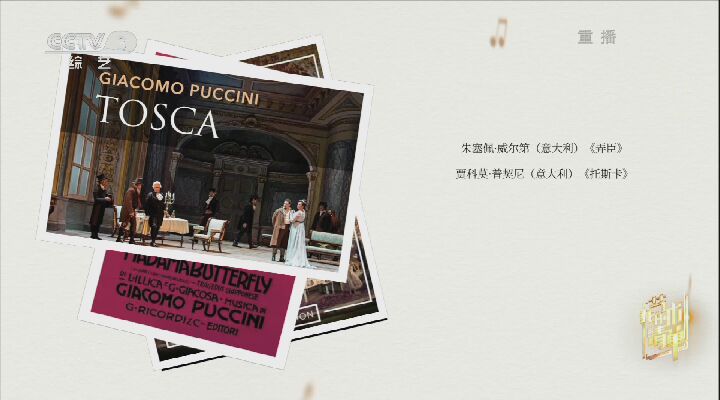 CCTV 3
综艺
重播
GIACOMO PUCCINI
TOSCA
朱塞佩·威尔第（意大利）《弄臣》
贾科莫·普契尼（意大利）《托斯卡》
MADAMA BUTTERFLY
GIACOMO PUCCINI
G·RICORDI & C·EDITORI